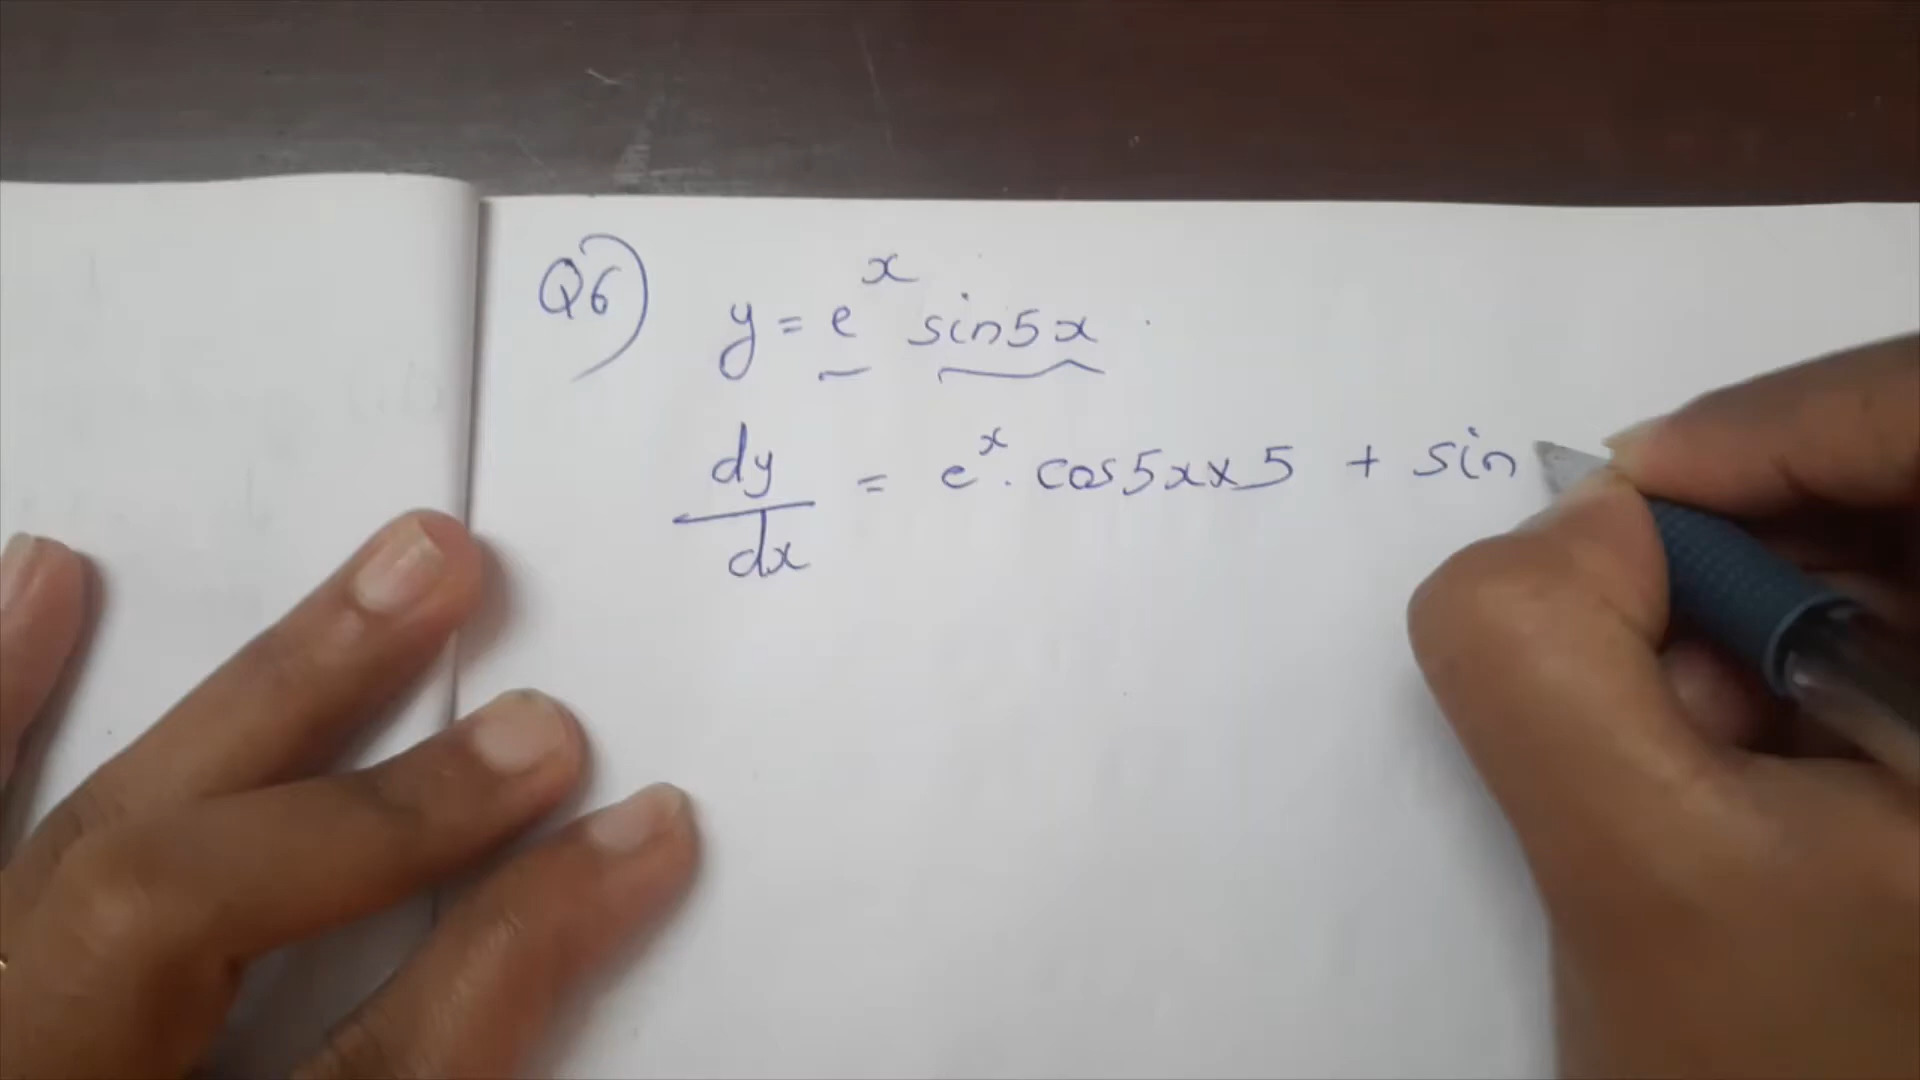 Q6) y = e^x sin5x
dy/dx = e^x . cos5x x 5 + sin